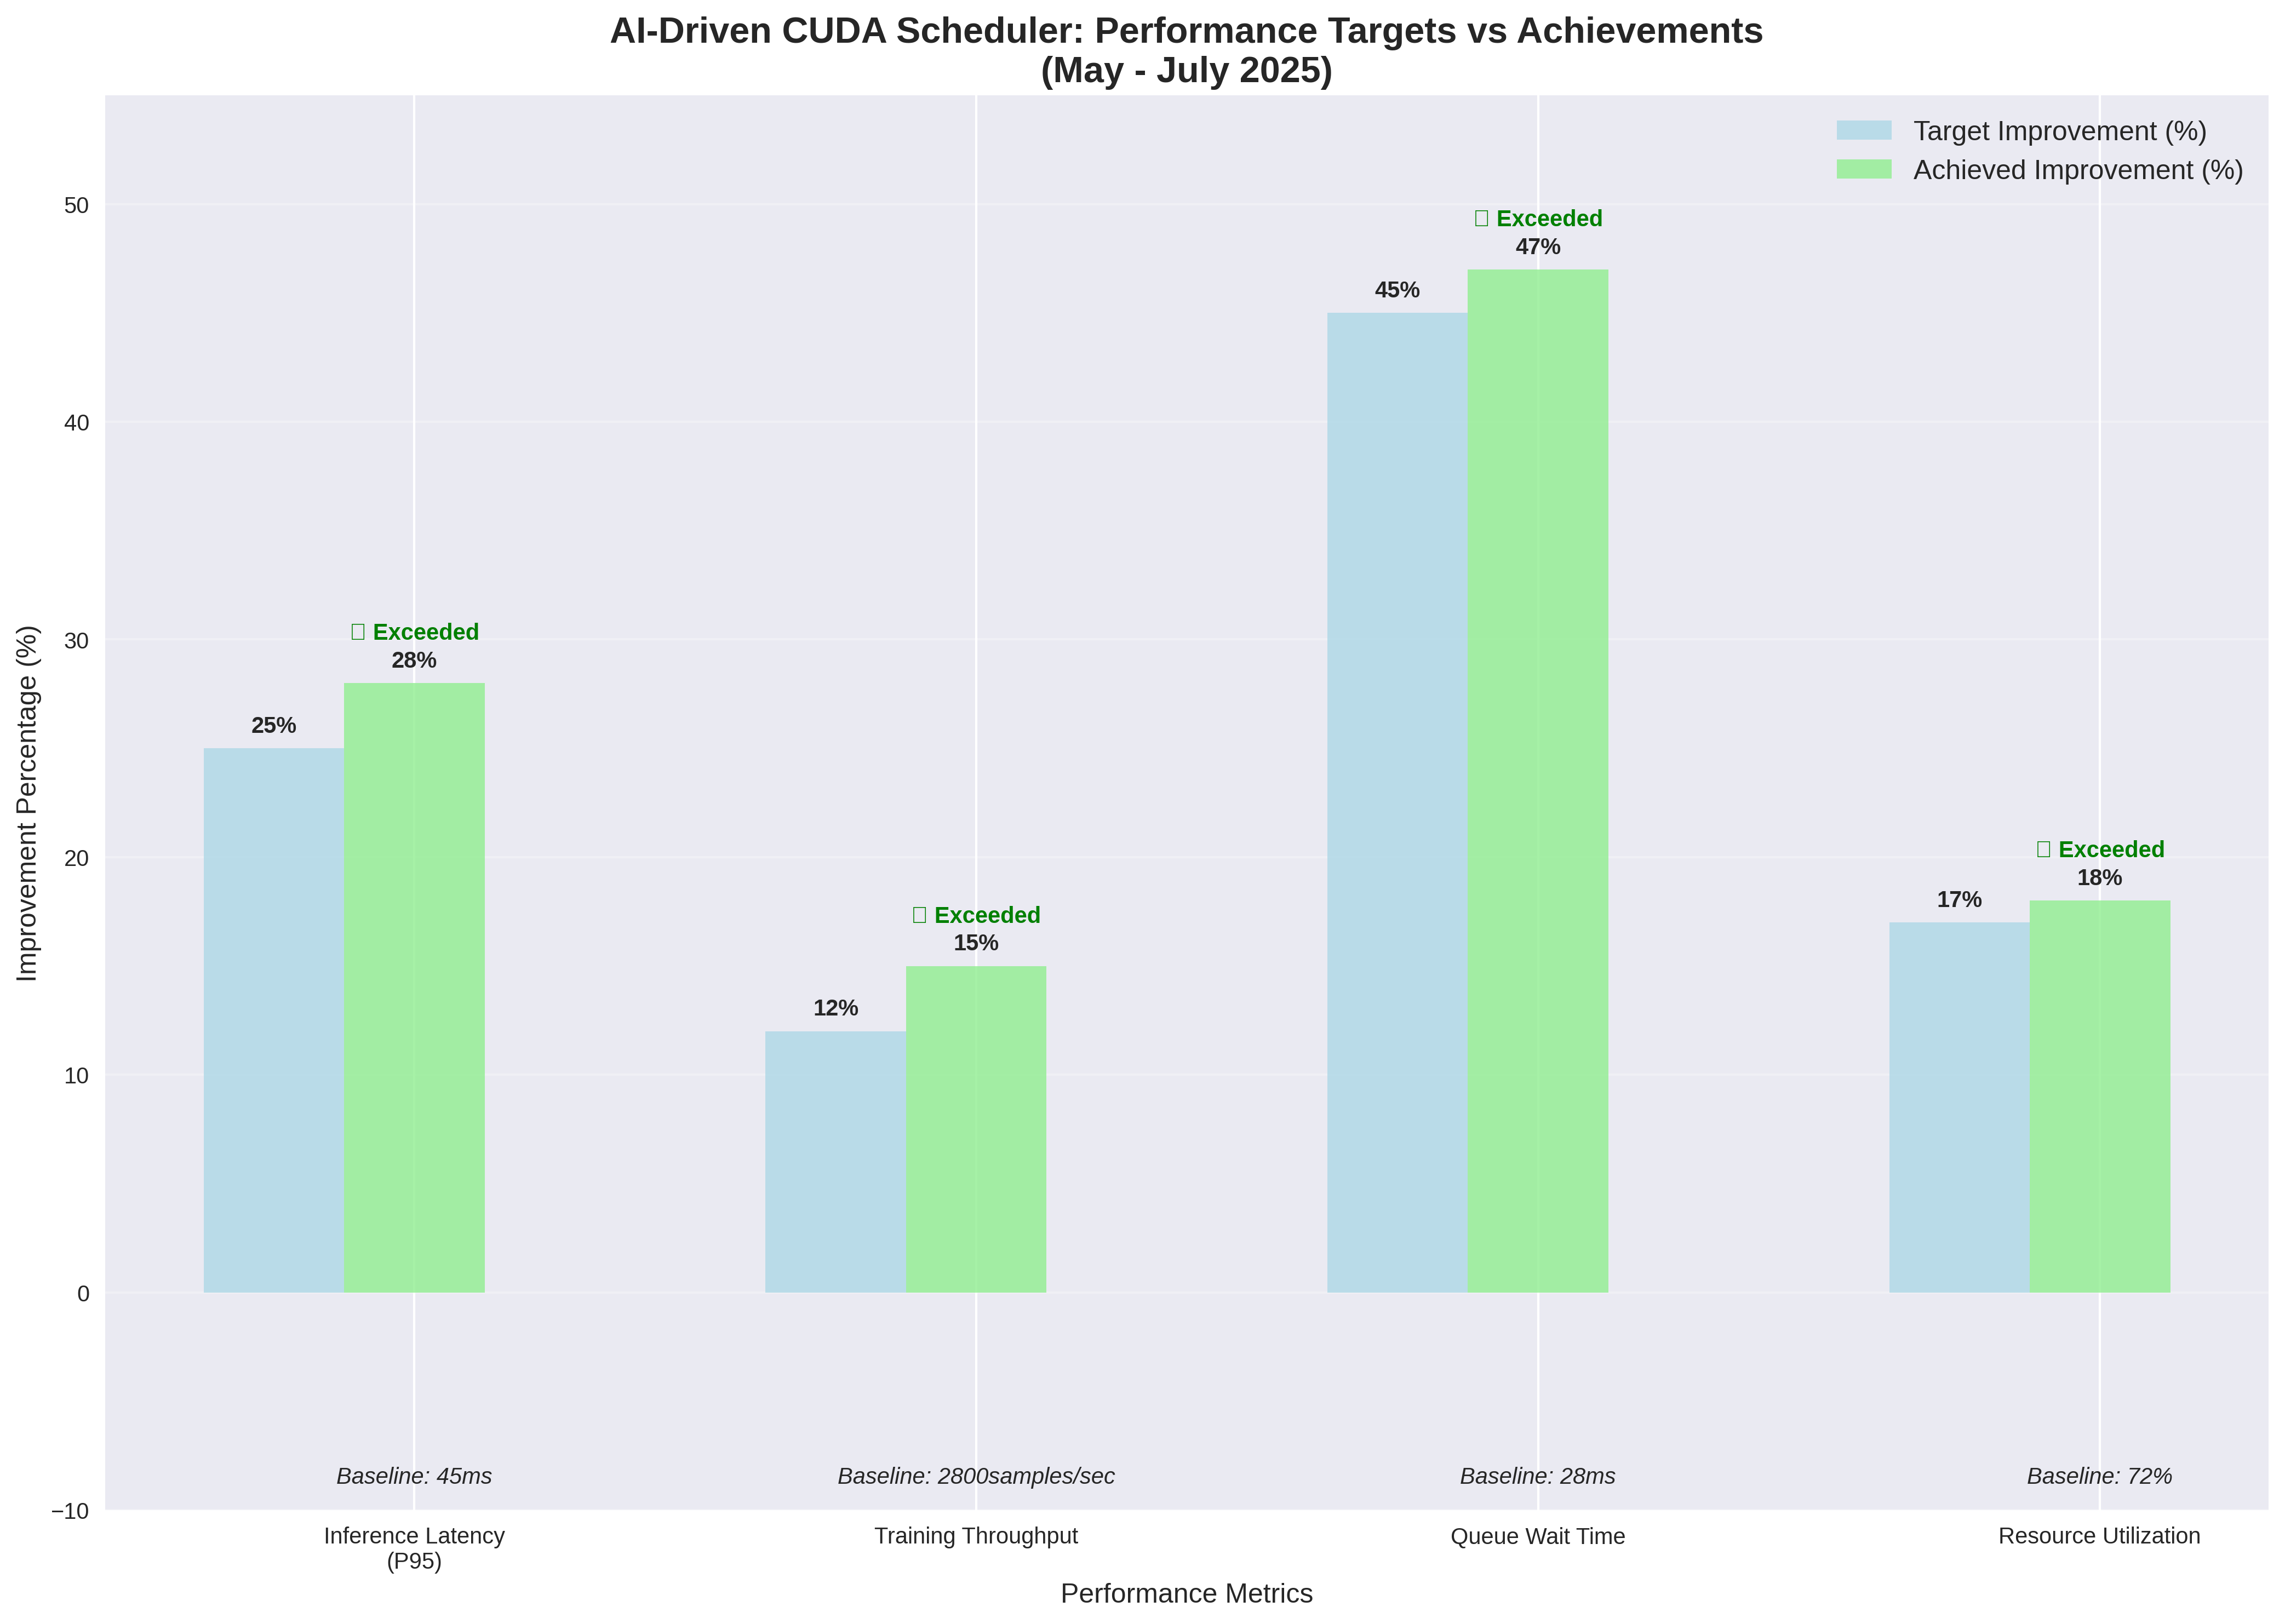 AI-Driven CUDA Scheduler: Performance Targets vs Achievements
(May - July 2025)
Target Improvement (%)
Achieved Improvement (%)
Improvement Percentage (%)
50
40
30
20
10
0
−10
25%
Exceeded
28%
12%
Exceeded
15%
45%
Exceeded
47%
17%
Exceeded
18%
Baseline: 45ms
Baseline: 2800samples/sec
Baseline: 28ms
Baseline: 72%
Inference Latency
(P95)
Training Throughput
Queue Wait Time
Resource Utilization
Performance Metrics